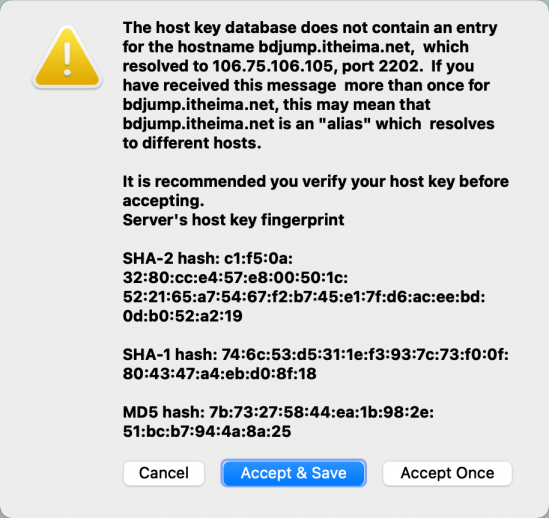 The host key database does not contain an entry
for the hostname bdjump.itheima.net,  which
resolved to 106.75.106.105, port 2202.  If you
have received this message  more than once for
bdjump.itheima.net, this may mean that
bdjump.itheima.net is an "alias" which  resolves
to different hosts.
It is recommended you verify your host key before
accepting.
Server's host key fingerprint
SHA-2 hash: c1:f5:0a:
32:80:cc:e4:57:e8:00:50:1c:
52:21:65:a7:54:67:f2:b7:45:e1:7f:d6:ac:ee:bd:
0d:b0:52:a2:19
SHA-1 hash: 74:6c:53:d5:31:1e:f3:93:7c:73:f0:0f:
80:43:47:a4:eb:d0:8f:18
MD5 hash: 7b:73:27:58:44:ea:1b:98:2e:
51:bc:b7:94:4a:8a:25
Cancel Accept & Save Accept Once